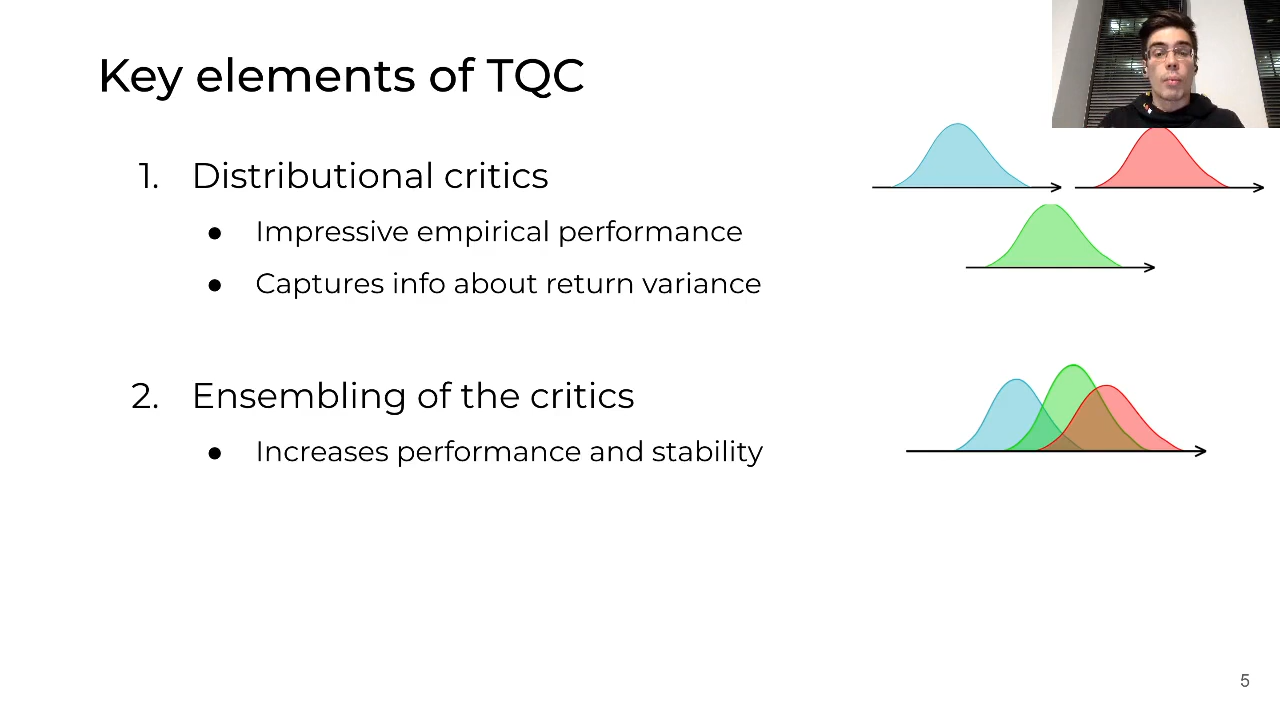 Key elements of TQC
1. Distributional critics
● Impressive empirical performance
● Captures info about return variance
2. Ensembling of the critics
● Increases performance and stability
5